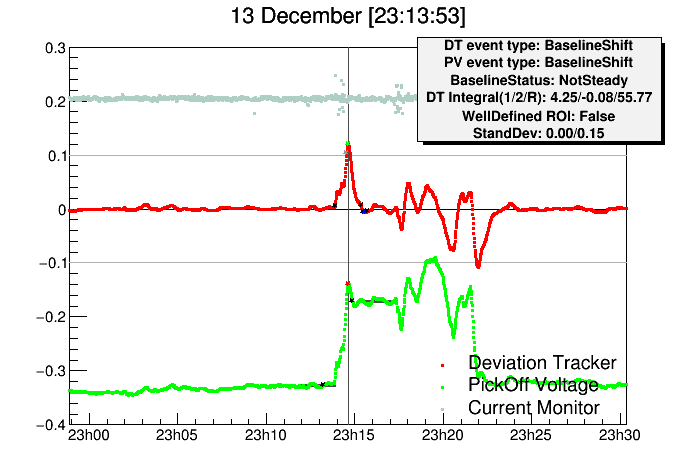 13 December [23:13:53]
DT event type: BaselineShift
PV event type: BaselineShift
BaselineStatus: NotSteady
DT Integral(1/2/R): 4.25/-0.08/55.77
WellDefined ROI: False
StandDev: 0.00/0.15
0.3
0.2
0.1
0
−0.1
−0.2
−0.3
−0.4
Deviation Tracker
PickOff Voltage
Current Monitor
23h00 23h05 23h10 23h15 23h20 23h25 23h30